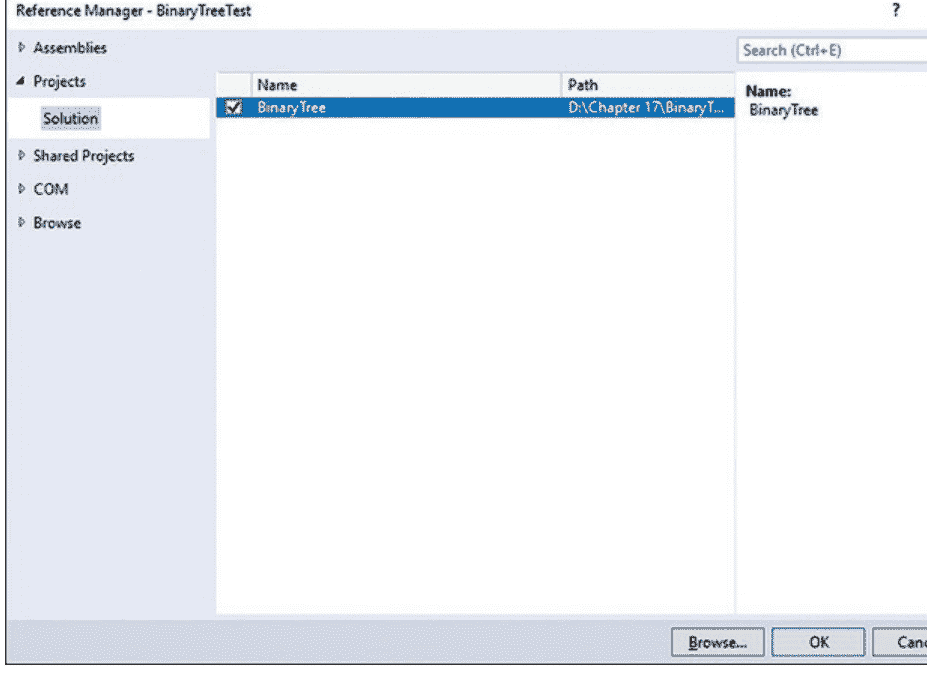 Reference Manager - BinaryTreeTest ?
Assemblies
Search (Ctrl+E)
Projects
Name Path
Name:
BinaryTree D:\Chapter 17\BinaryT...
BinaryTree
Solution
Shared Projects
COM
Browse
Browse... OK Canc